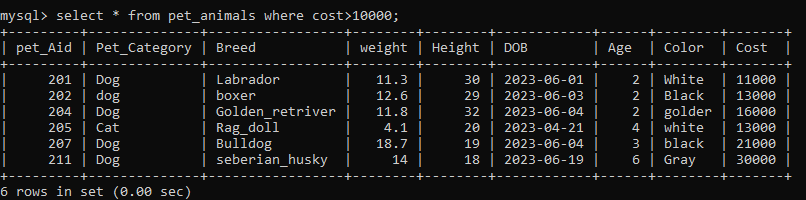 mysql> select * from pet_animals where cost>10000;
+---------+--------------+-----------------+--------+--------+------------+------+--------+-------+
| pet_Aid | Pet_Category | Breed           | weight | Height | DOB        | Age  | Color  | Cost  |
+---------+--------------+-----------------+--------+--------+------------+------+--------+-------+
|     201 | Dog          | Labrador        |   11.3 |     30 | 2023-06-01 |    2 | White  | 11000 |
|     202 | dog          | boxer           |   12.6 |     29 | 2023-06-03 |    2 | Black  | 13000 |
|     204 | Dog          | Golden_retriver |   11.8 |     32 | 2023-06-04 |    2 | golder | 16000 |
|     205 | Cat          | Rag_doll        |    4.1 |     20 | 2023-04-21 |    4 | white  | 13000 |
|     207 | Dog          | Bulldog         |   18.7 |     19 | 2023-06-04 |    3 | black  | 21000 |
|     211 | Dog          | seberian_husky  |     14 |     18 | 2023-06-19 |    6 | Gray   | 30000 |
+---------+--------------+-----------------+--------+--------+------------+------+--------+-------+
6 rows in set (0.00 sec)